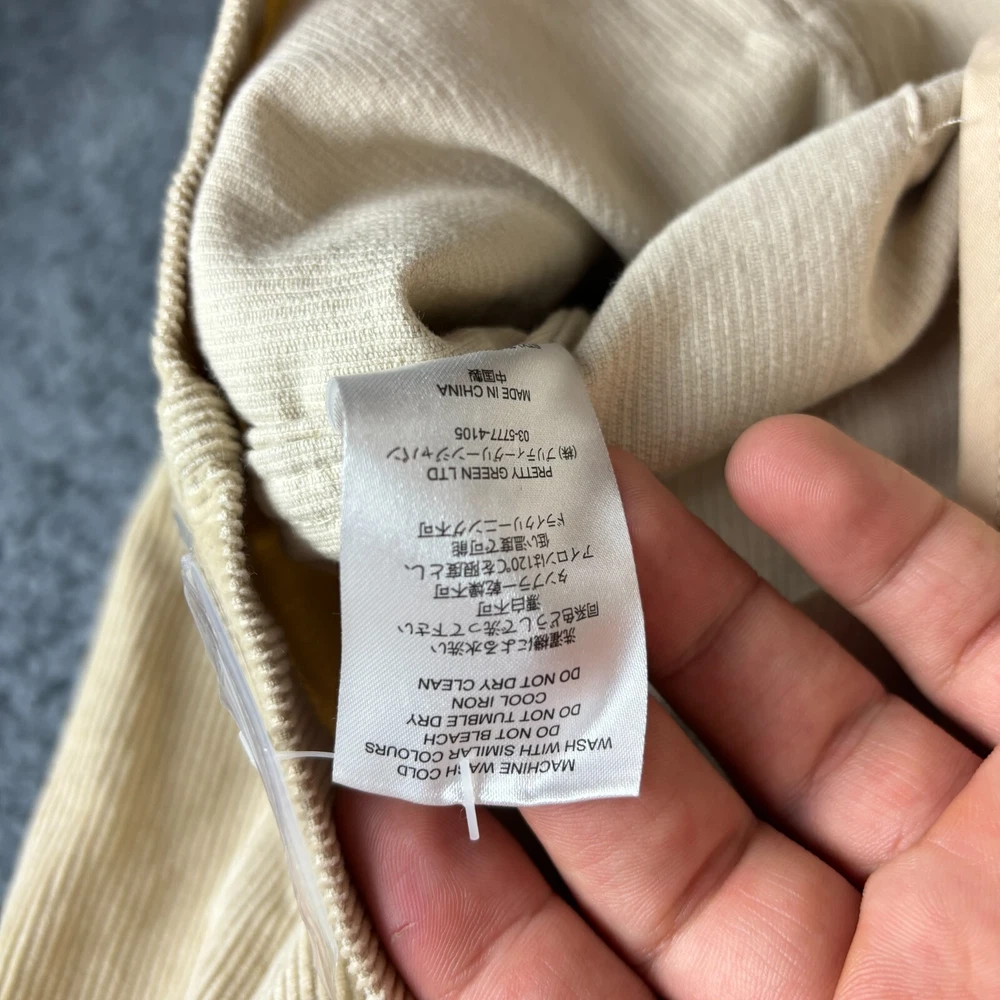 MACHINE WASH COLD
WASH WITH SIMILAR COLOURS
DO NOT BLEACH
DO NOT TUMBLE DRY
COOL IRON
DO NOT DRY CLEAN
洗濯機による水洗い
同系色どうしで洗って下さい
漂白不可
タンブラー乾燥不可
アイロンは120℃を限度とし、
低い温度で可能
ドライクリーニング不可
PRETTY GREEN LTD
(株)プリティーグリーンジャパン
03-5777-4105
MADE IN CHINA
中国製